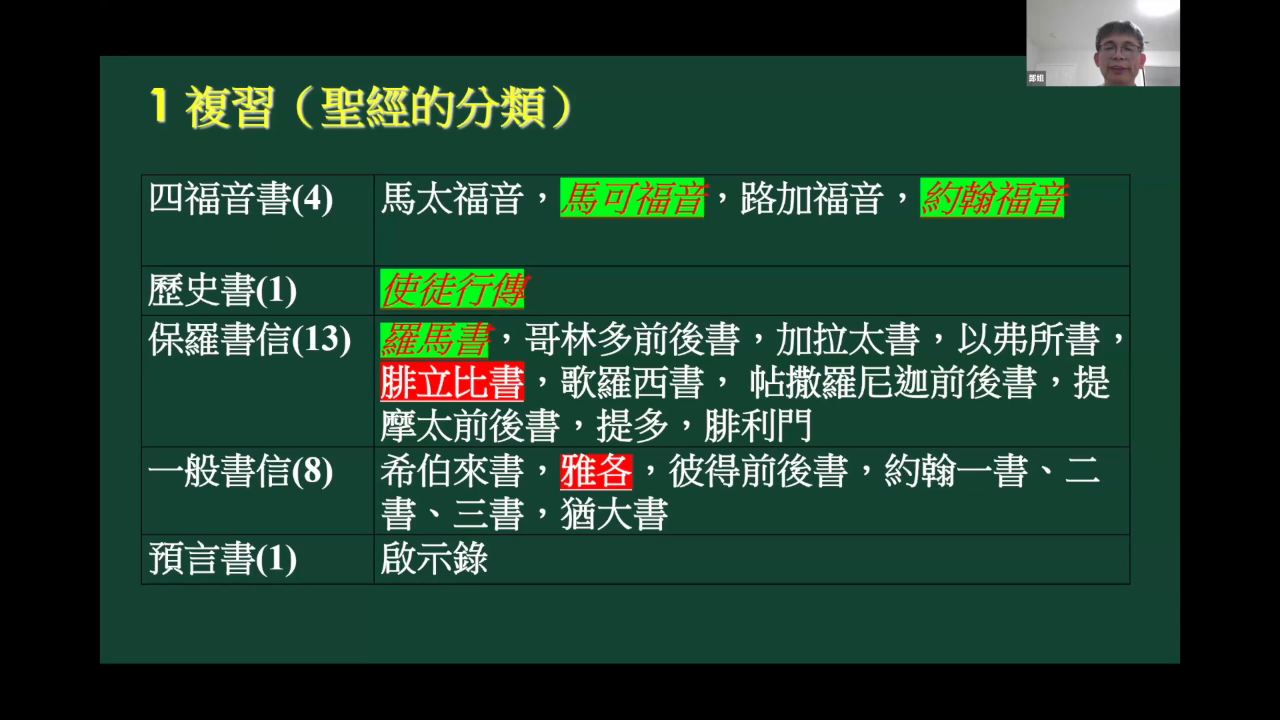 鄧姐
1 複習（聖經的分類）
四福音書(4) 馬太福音，馬可福音，路加福音，約翰福音
歷史書(1) 使徒行傳
保羅書信(13) 羅馬書，哥林多前後書，加拉太書，以弗所書，
腓立比書，歌羅西書， 帖撒羅尼迦前後書，提
摩太前後書，提多，腓利門
一般書信(8) 希伯來書，雅各，彼得前後書，約翰一書、二
書、三書，猶大書
預言書(1) 啟示錄